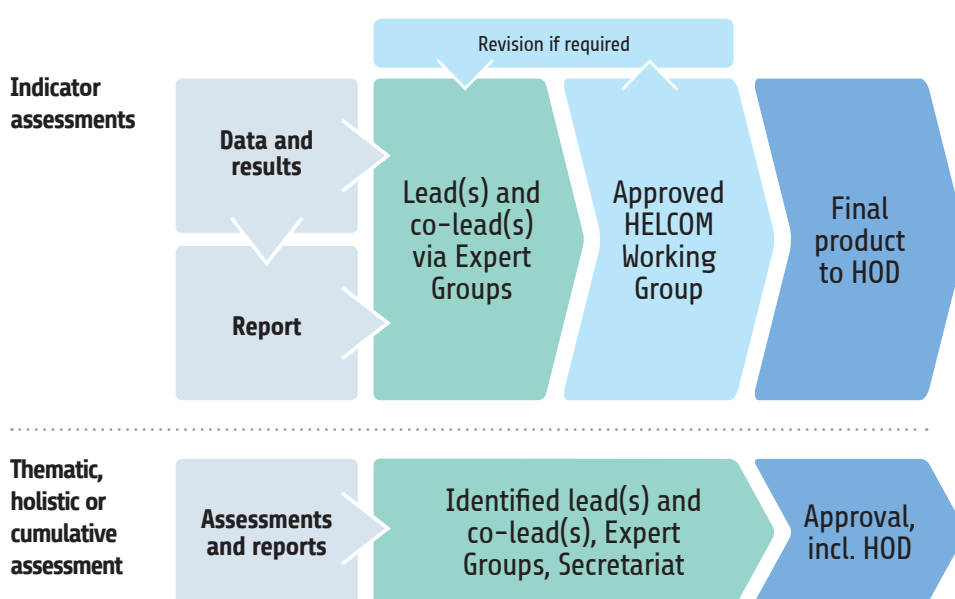 Revision if required
Indicator
assessments
Data and
results
Report
Lead(s) and
co-lead(s)
via Expert
Groups
Approved
HELCOM
Working
Group
Final
product
to HOD
Thematic,
holistic or
cumulative
assessment
Assessments
and reports
Identified lead(s) and
co-lead(s), Expert
Groups, Secretariat
Approval,
incl. HOD